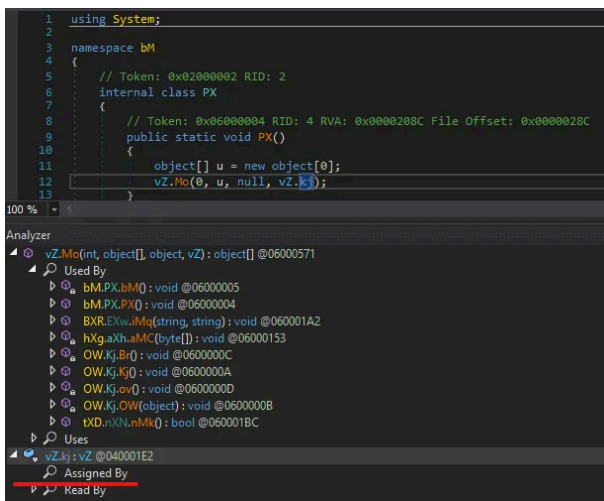 1 using System;
2
3 namespace bM
4 {
5 // Token: 0x02000002 RID: 2
6 internal class PX
7 {
8 // Token: 0x06000004 RID: 4 RVA: 0x0000208C File Offset: 0x0000028C
9 public static void PX()
10 {
11 object[] u = new object[0];
12 vZ.Mo(0, u, null, vZ.kj);
13 }
100 %
Analyzer
vZ.Mo(int, object[], object, vZ) : object[] @06000571
Used By
bM.PX.bM() : void @06000005
bM.PX.PX() : void @06000004
BXR.EXw.iMq(string, string) : void @060001A2
hXg.aXh.aMC(byte[]) : void @06000153
OW.Kj.Br() : void @0600000C
OW.Kj.Kj() : void @0600000A
OW.Kj.ov() : void @0600000D
OW.Kj.OW(object) : void @0600000B
tXD.nXN.nMk() : bool @060001BC
Uses
vZ.kj : vZ @040001E2
Assigned By
Read By